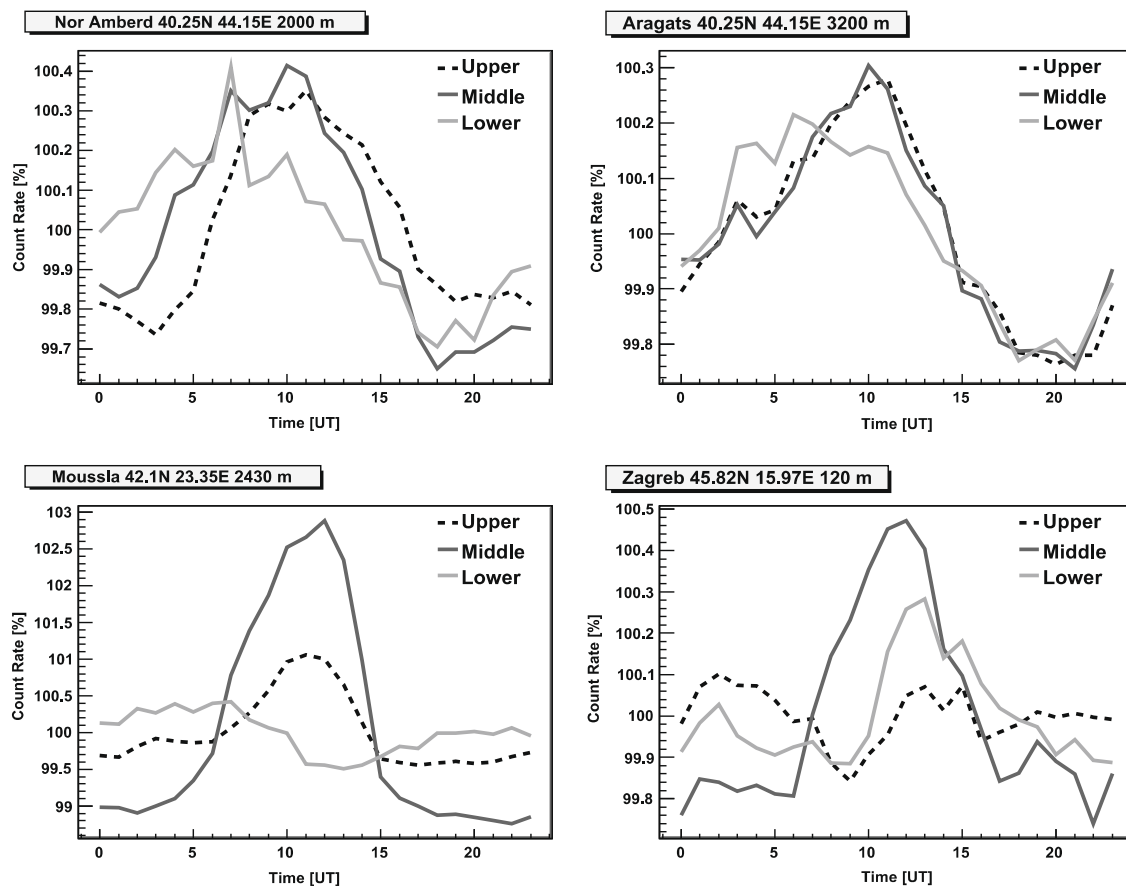 Nor Amberd 40.25N 44.15E 2000 m
Count Rate [%]
100.4
100.3
100.2
100.1
100
99.9
99.8
99.7
Upper
Middle
Lower
0 5 10 15 20
Time [UT]
Aragats 40.25N 44.15E 3200 m
Count Rate [%]
100.3
100.2
100.1
100
99.9
99.8
Upper
Middle
Lower
0 5 10 15 20
Time [UT]
Moussla 42.1N 23.35E 2430 m
Count Rate [%]
103
102.5
102
101.5
101
100.5
100
99.5
99
Upper
Middle
Lower
0 5 10 15 20
Time [UT]
Zagreb 45.82N 15.97E 120 m
Count Rate [%]
100.5
100.4
100.3
100.2
100.1
100
99.9
99.8
Upper
Middle
Lower
0 5 10 15 20
Time [UT]